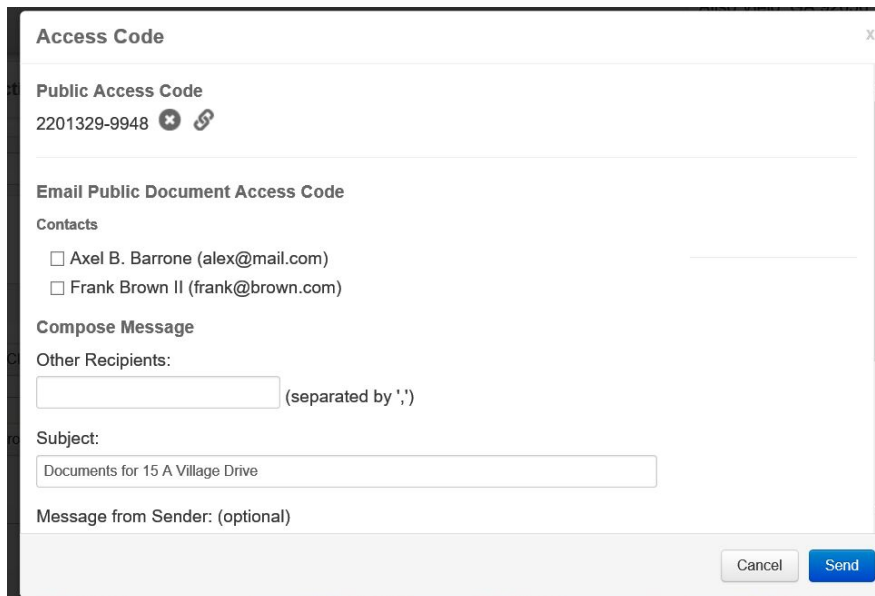 Access Code
x
Public Access Code
2201329-9948
Email Public Document Access Code
Contacts
Axel B. Barrone (alex@mail.com)
Frank Brown II (frank@brown.com)
Compose Message
Other Recipients:
(separated by ',')
Subject:
Documents for 15 A Village Drive
Message from Sender: (optional)
Cancel Send